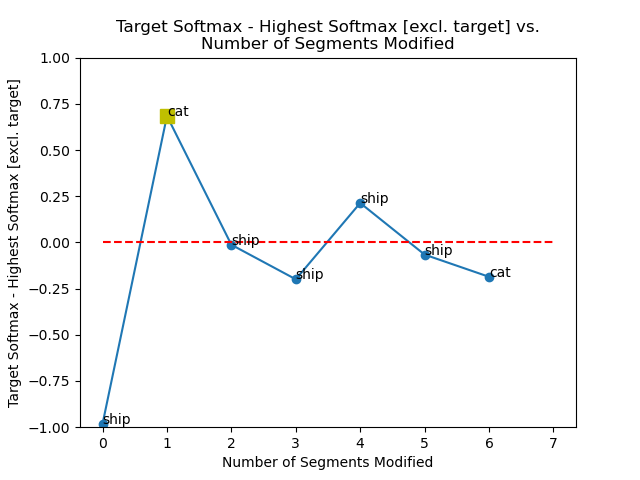 Target Softmax - Highest Softmax [excl. target] vs.
Number of Segments Modified
Target Softmax - Highest Softmax [excl. target]
1.00
0.75
0.50
0.25
0.00
−0.25
−0.50
−0.75
−1.00
cat
ship
ship
ship
ship
cat
ship
0 1 2 3 4 5 6 7
Number of Segments Modified